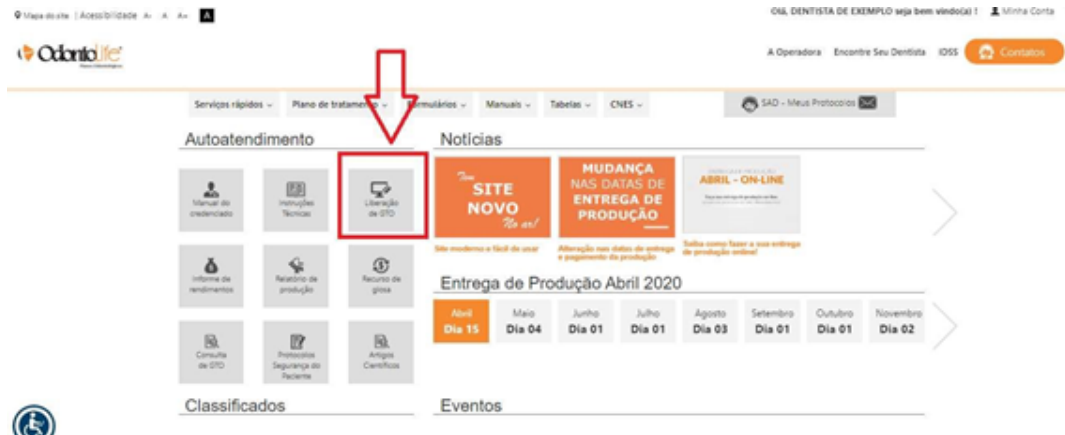 Mapa do site | Acessibilidade A- A A+ A
Olá, DENTISTA DE EXEMPLO seja bem vindo(a) ! Minha Conta
Odontolife
A Operadora Encontre Seu Dentista IOSS Contatos
Serviços rápidos Plano de tratamento Formulários Manuais Tabelas CNES SAD - Meus Protocolos
Autoatendimento
Manual do
credenciado
Instruções
Técnicas
Liberação
de GTO
Informe de
rendimentos
Relatório de
produção
Recurso de
glosa
Consulta
de GTO
Protocolos
Segurança do
Paciente
Artigos
Científicos
Classificados
Notícias
Tem
SITE
NOVO
No ar!
Site moderno e fácil de usar
MUDANÇA
NAS DATAS DE
ENTREGA DE
PRODUÇÃO
Alteração nas datas de entrega
e pagamento da produção
ABRIL - ON-LINE
Saiba como fazer a sua entrega
de produção online!
Entrega de Produção Abril 2020
Abril
Dia 15
Maio
Dia 04
Junho
Dia 01
Julho
Dia 01
Agosto
Dia 03
Setembro
Dia 01
Outubro
Dia 01
Novembro
Dia 02
Eventos